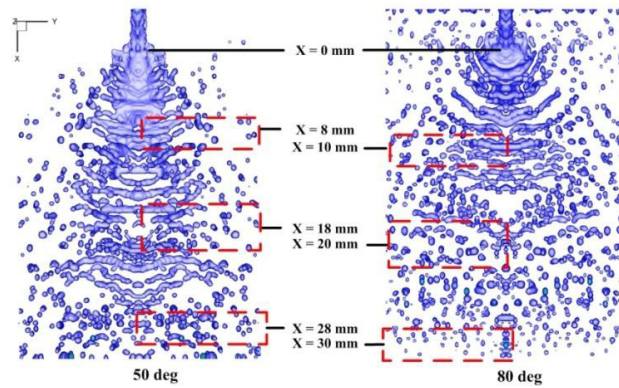 Z
Y
X
X = 0 mm
X = 8 mm
X = 10 mm
X = 18 mm
X = 20 mm
X = 28 mm
X = 30 mm
50 deg
80 deg